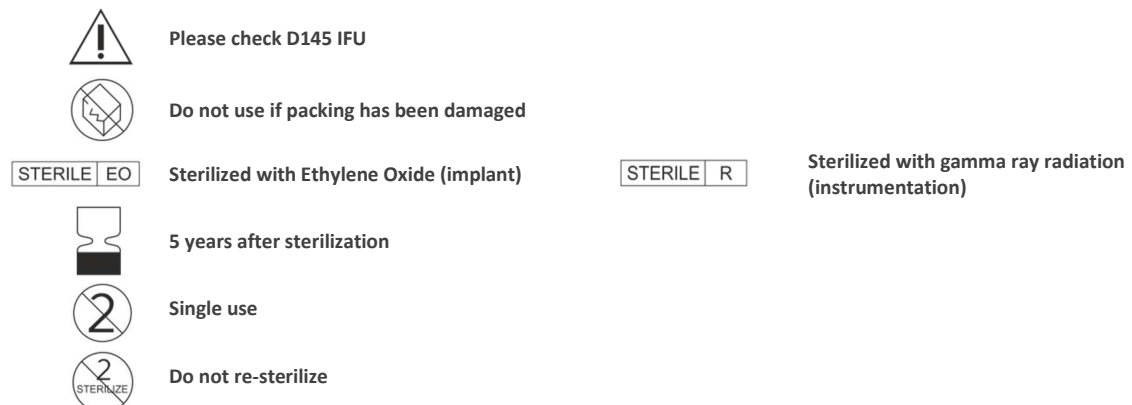 !
Please check D145 IFU
Do not use if packing has been damaged
STERILE EO
Sterilized with Ethylene Oxide (implant)
STERILE R
Sterilized with gamma ray radiation
(instrumentation)
5 years after sterilization
2
Single use
2
STERILIZE
Do not re-sterilize